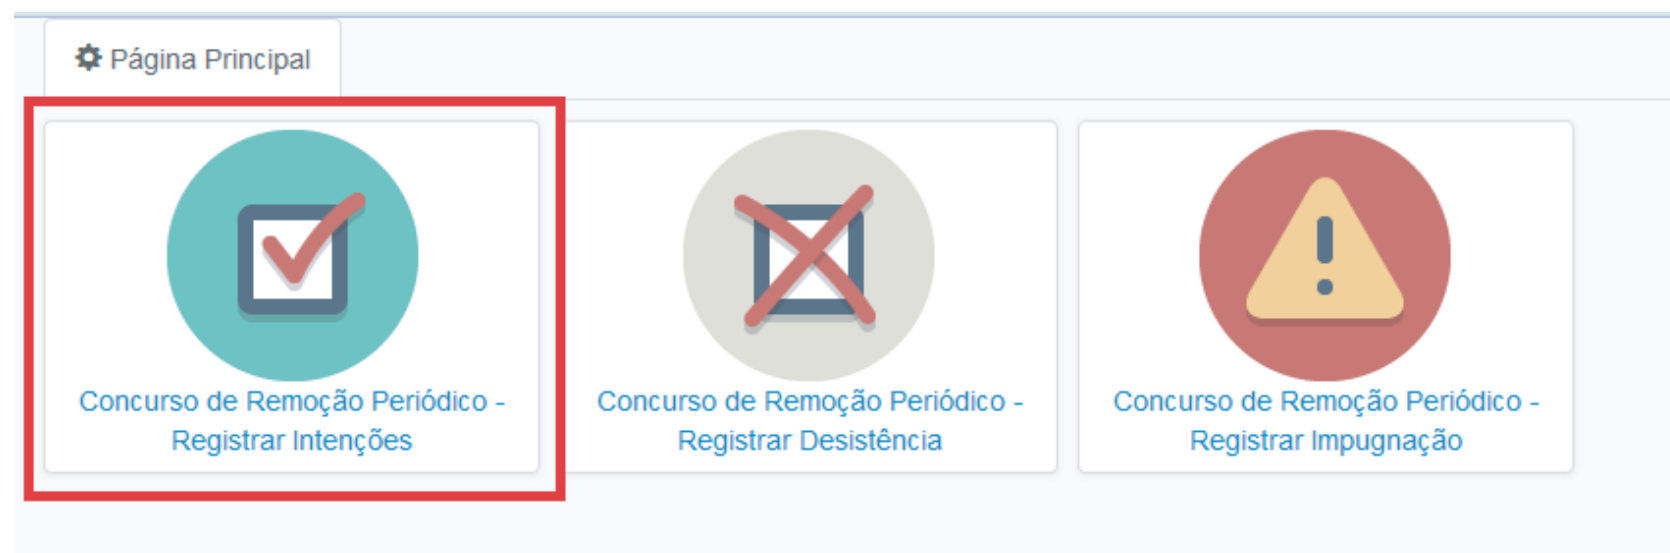 Página Principal
Concurso de Remoção Periódico -
Registrar Intenções
Concurso de Remoção Periódico -
Registrar Desistência
Concurso de Remoção Periódico -
Registrar Impugnação